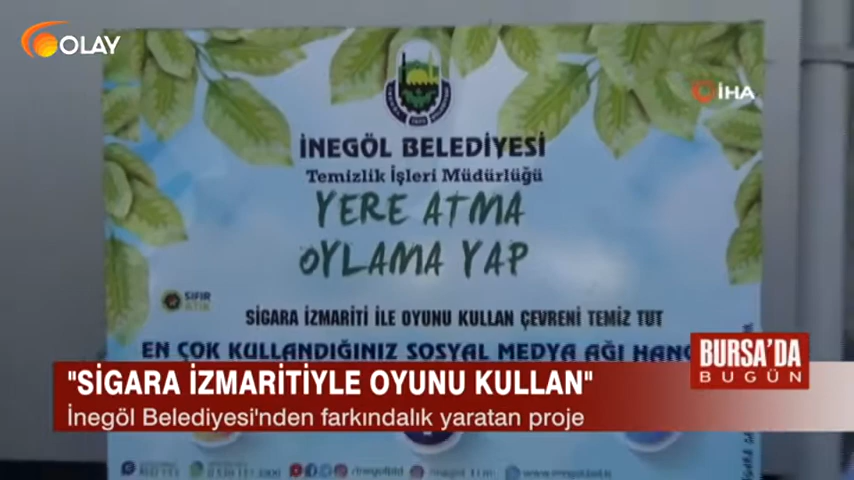 OLAY
İHA
İNEGÖL BELEDİYESİ
Temizlik İşleri Müdürlüğü
YERE ATMA
OYLAMA YAP
SIFIR
ATIK
SİGARA İZMARİTİ İLE OYUNU KULLAN ÇEVRENİ TEMİZ TUT
EN ÇOK KULLANDIĞINIZ SOSYAL MEDYA AĞI
BURSA'DA
BUGÜN
"SİGARA İZMARİTİYLE OYUNU KULLAN"
İnegöl Belediyesi'nden farkındalık yaratan proje